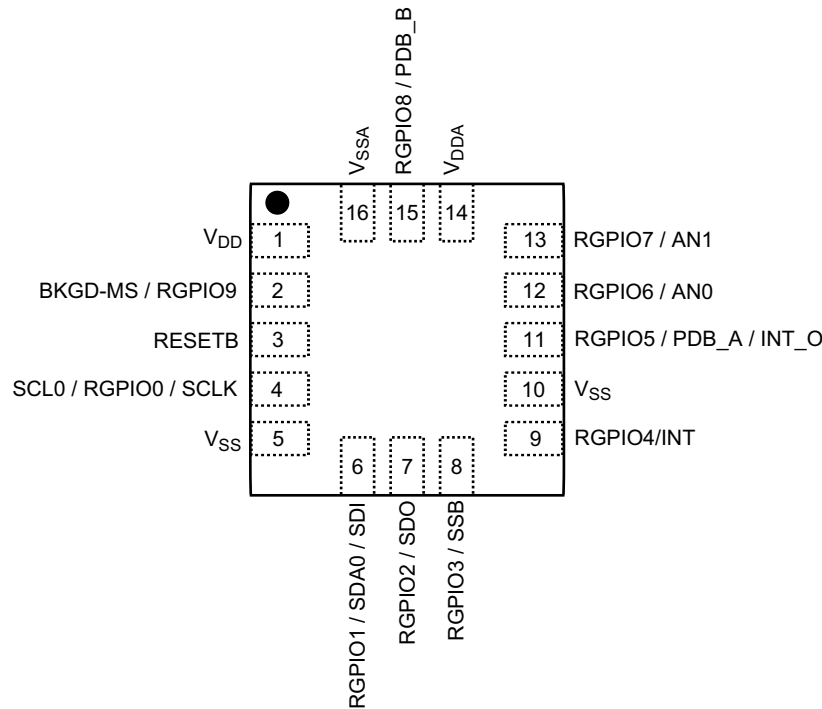 RGPIO8 / PDB_B
VSSA
VDDA
16
15
14
VDD
1
13
RGPIO7 / AN1
BKGD-MS / RGPIO9
2
12
RGPIO6 / AN0
RESETB
3
11
RGPIO5 / PDB_A / INT_O
SCL0 / RGPIO0 / SCLK
4
10
VSS
VSS
5
9
RGPIO4/INT
6
7
8
RGPIO1 / SDA0 / SDI
RGPIO2 / SDO
RGPIO3 / SSB